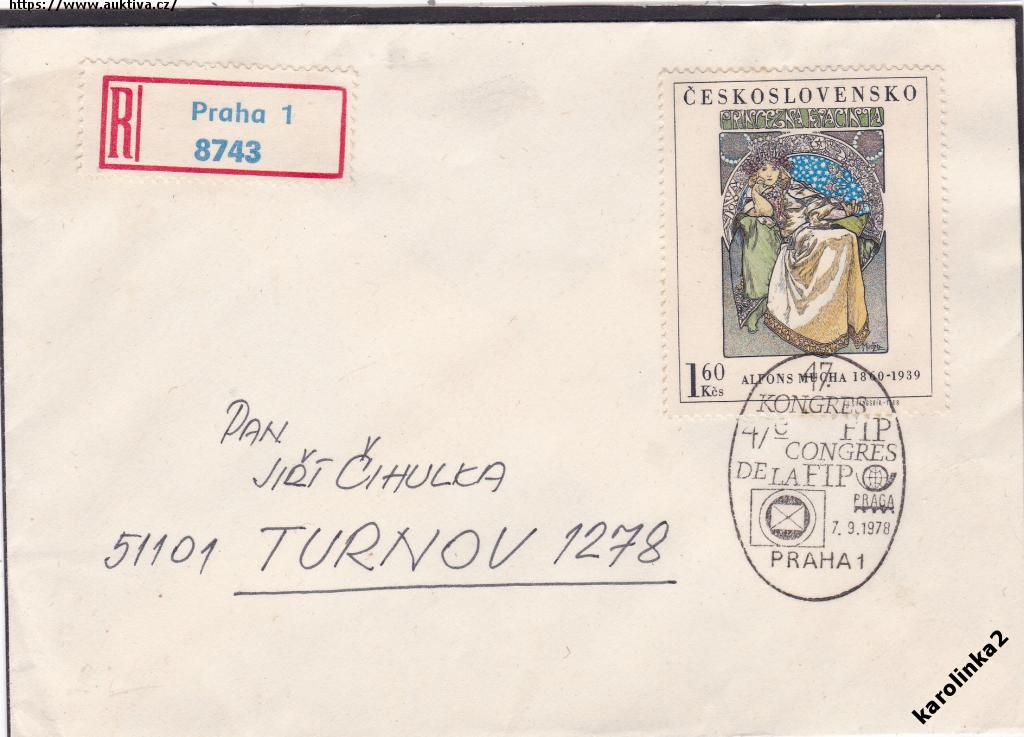 https://www.auktiva.cz/
R
Praha 1
8743
ČESKOSLOVENSKO
PRINCEZNA HYACINTA
1 60 Kčs
ALFONS MUCHA 1860-1939
47.
KONGRES
47e FIP
CONGRES
DE LA FIP
PRAGA
7.9.1978
PRAHA 1
PAN
JIŘÍ ČIHULKA
51101 TURNOV 1278
karolinka2